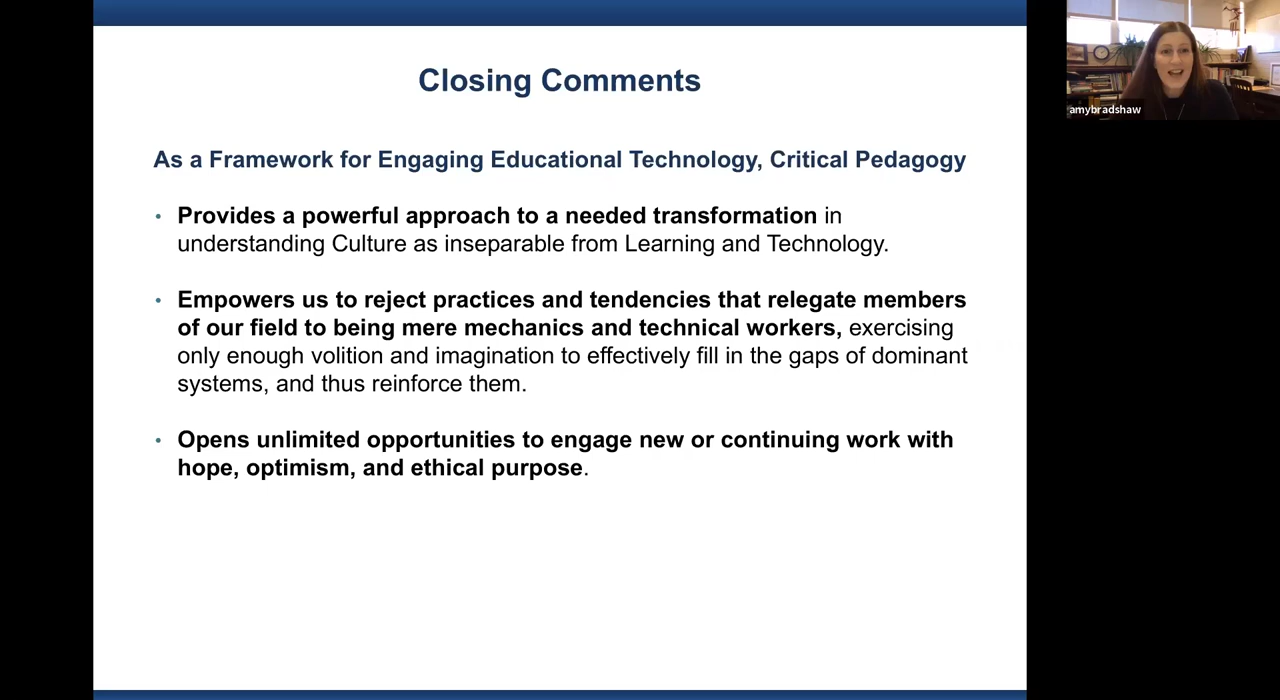 Closing Comments
As a Framework for Engaging Educational Technology, Critical Pedagogy
• Provides a powerful approach to a needed transformation in
understanding Culture as inseparable from Learning and Technology.
• Empowers us to reject practices and tendencies that relegate members
of our field to being mere mechanics and technical workers, exercising
only enough volition and imagination to effectively fill in the gaps of dominant
systems, and thus reinforce them.
• Opens unlimited opportunities to engage new or continuing work with
hope, optimism, and ethical purpose.
amybradshaw